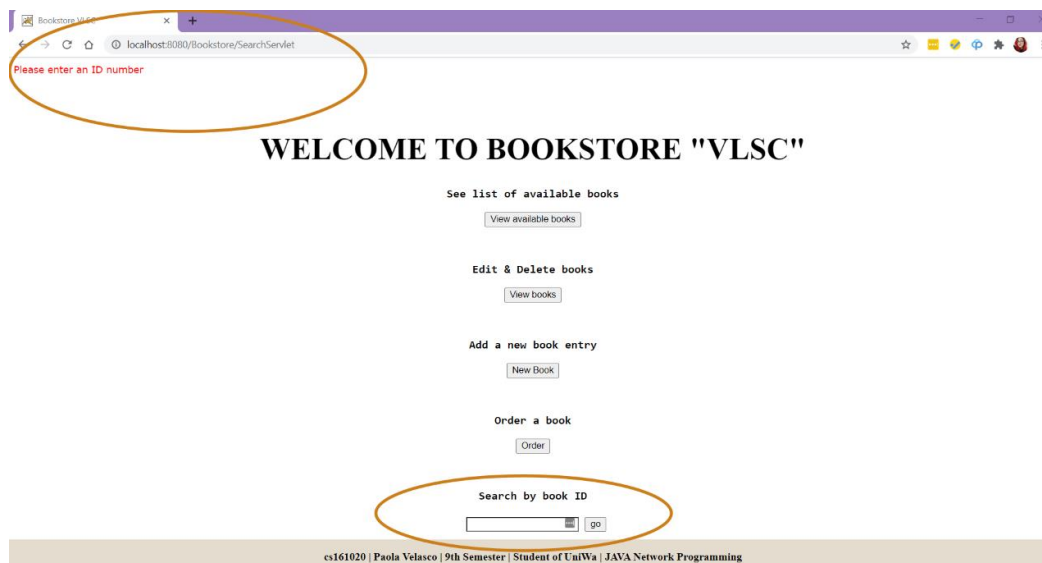 Bookstore VLSC
localhost:8080/Bookstore/SearchServlet
Please enter an ID number
WELCOME TO BOOKSTORE "VLSC"
See list of available books
View available books
Edit & Delete books
View books
Add a new book entry
New Book
Order a book
Order
Search by book ID
go
cs161020 | Paola Velasco | 9th Semester | Student of UniWa | JAVA Network Programming